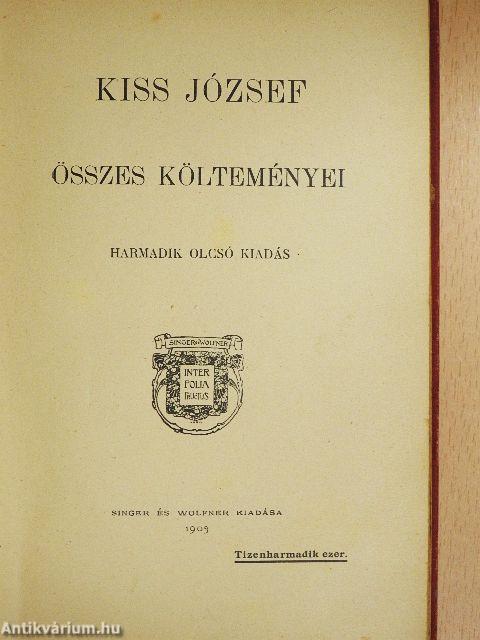 KISS JÓZSEF
ÖSSZES KÖLTEMÉNYEI
HARMADIK OLCSÓ KIADÁS
SINGER & WOLFNER
INTER
FOLIA
FRUCTUS
SINGER ÉS WOLFNER KIADÁSA
Tizenharmadik ezer.
Antikvárium.hu